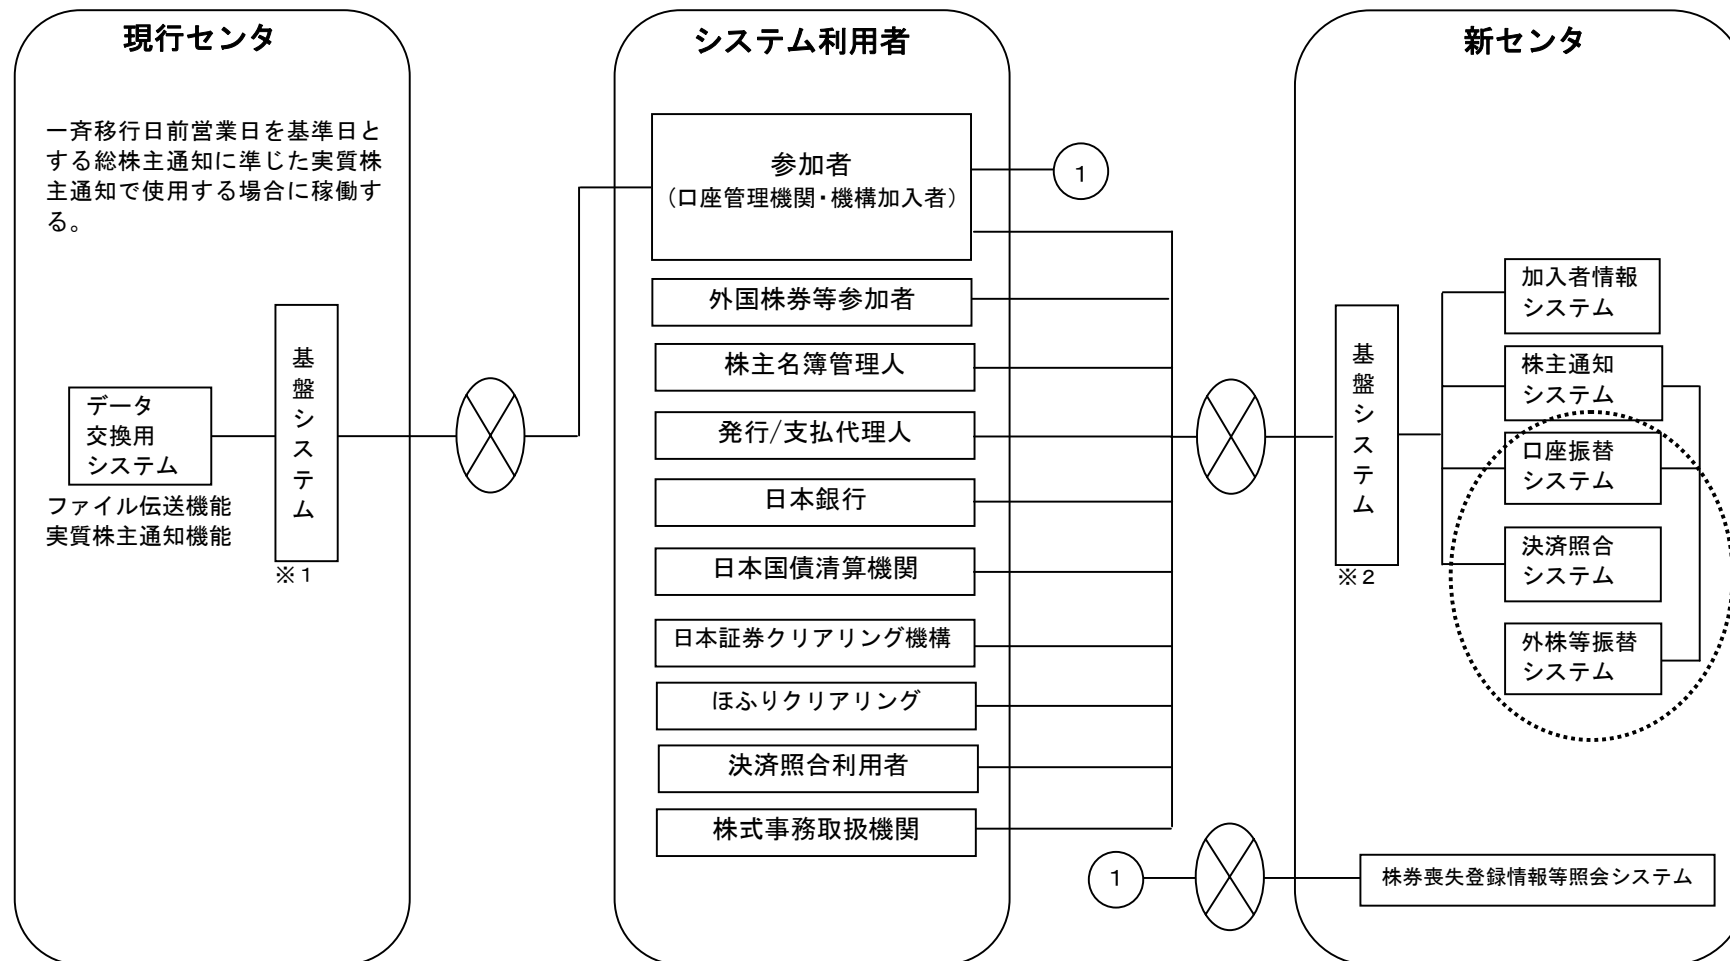 現行センタ
一斉移行日前営業日を基準日と
する総株主通知に準じた実質株
主通知で使用する場合に稼働す
る。
データ
交換用
システム
ファイル伝送機能
実質株主通知機能
基盤システム
※1
システム利用者
参加者
(口座管理機関・機構加入者)
1
外国株券等参加者
株主名簿管理人
発行/支払代理人
日本銀行
日本国債清算機関
日本証券クリアリング機構
ほふりクリアリング
決済照合利用者
株式事務取扱機関
新センタ
基盤システム
※2
加入者情報
システム
株主通知
システム
口座振替
システム
決済照合
システム
外株等振替
システム
1
株券喪失登録情報等照会システム